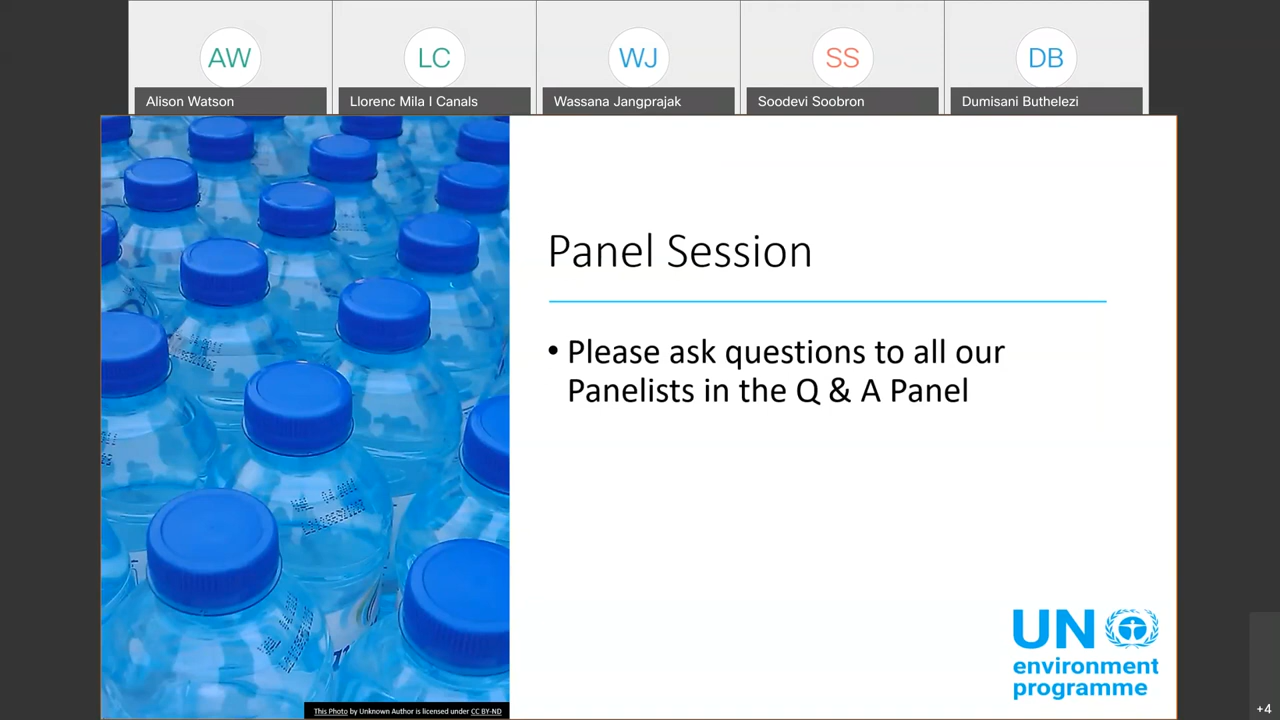 AW
LC
WJ
SS
DB
Alison Watson
Llorenc Mila I Canals
Wassana Jangprajak
Soodevi Soobron
Dumisani Buthelezi
Panel Session
• Please ask questions to all our
Panelists in the Q & A Panel
UN
environment
programme
This Photo by Unknown Author is licensed under CC BY-ND
+4